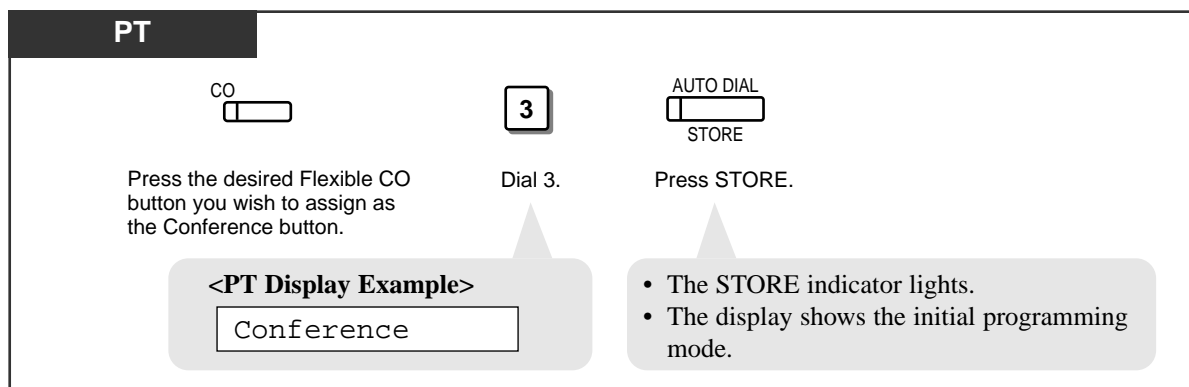 PT
CO
3
AUTO DIAL
STORE
Press the desired Flexible CO
button you wish to assign as
the Conference button.
Dial 3.
Press STORE.
<PT Display Example>
Conference
• The STORE indicator lights.
• The display shows the initial programming
mode.